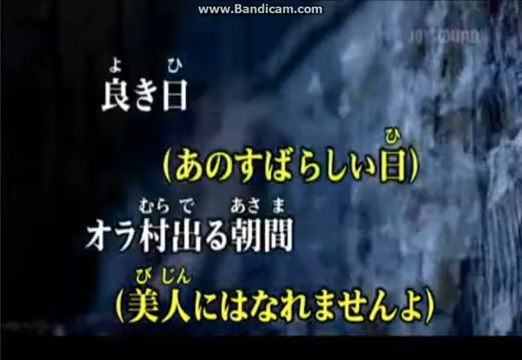 www.Bandicam.com
JOYSOUND
よ ひ
良き日
ひ
(あのすばらしい日)
むら で あさ ま
オラ村出る朝間
び じん
(美人にはなれませんよ)